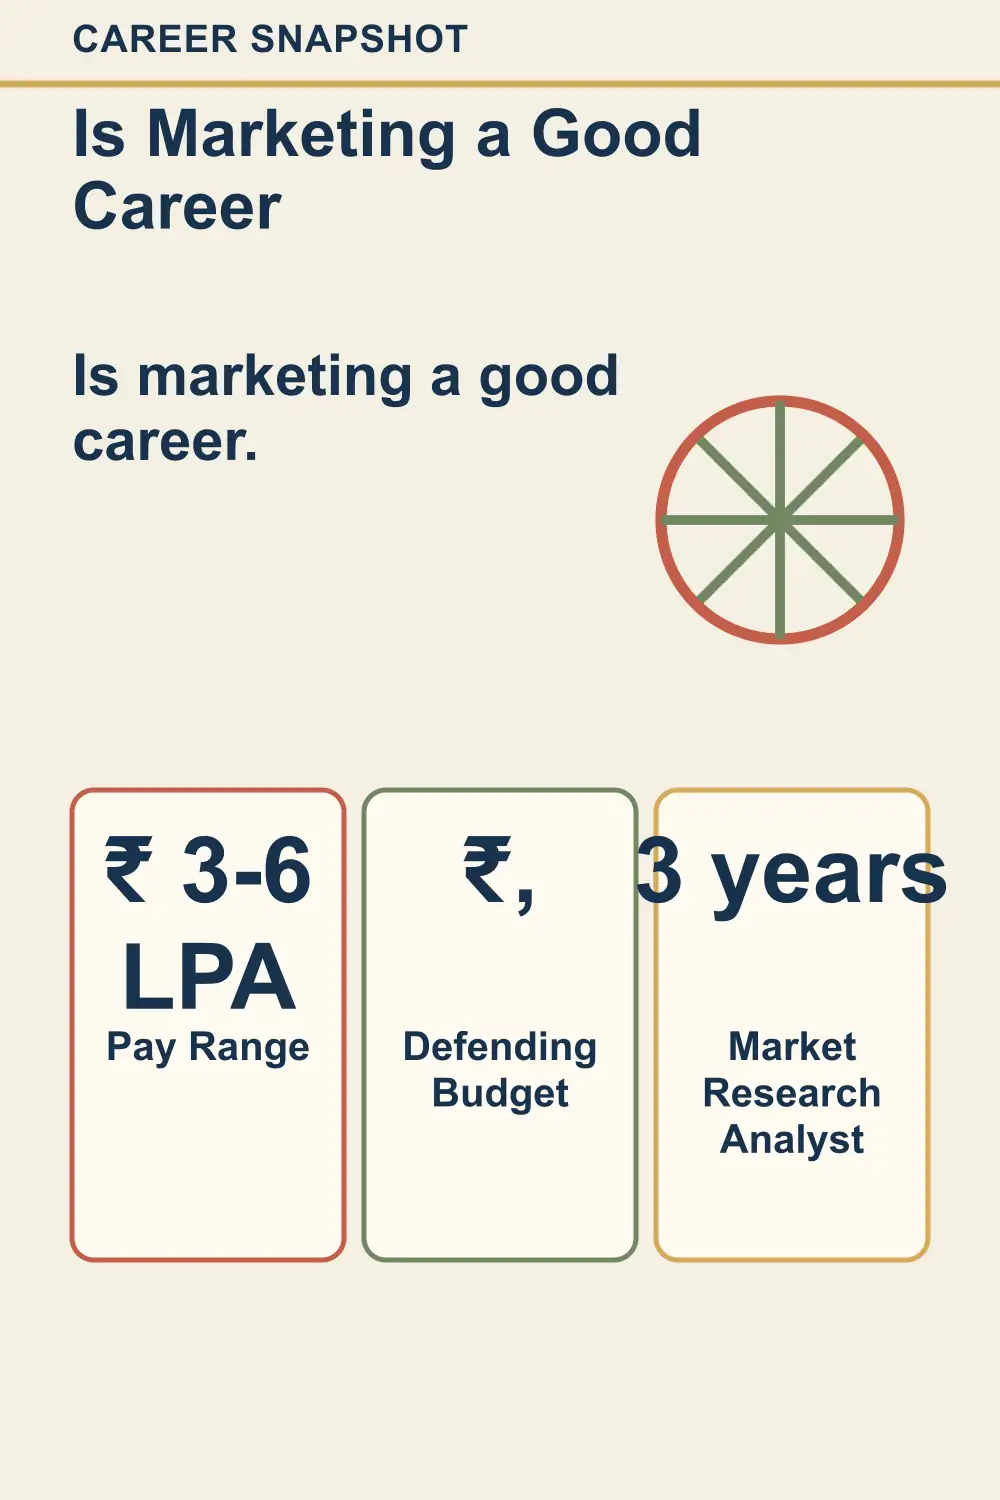 CAREER SNAPSHOT
Is Marketing a Good
Career
Is marketing a good
career.
₹ 3-6
LPA
Pay Range
₹,
Defending
Budget
3 years
Market
Research
Analyst